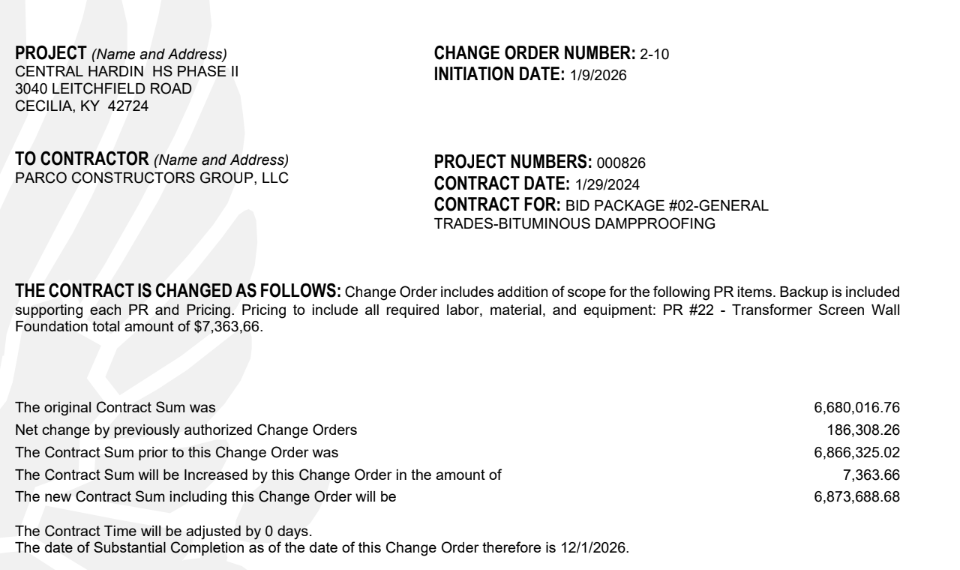 PROJECT (Name and Address)
CENTRAL HARDIN HS PHASE II
3040 LEITCHFIELD ROAD
CECILIA, KY 42724
CHANGE ORDER NUMBER: 2-10
INITIATION DATE: 1/9/2026
TO CONTRACTOR (Name and Address)
PARCO CONSTRUCTORS GROUP, LLC
PROJECT NUMBERS: 000826
CONTRACT DATE: 1/29/2024
CONTRACT FOR: BID PACKAGE #02-GENERAL
TRADES-BITUMINOUS DAMPPROOFING
THE CONTRACT IS CHANGED AS FOLLOWS: Change Order includes addition of scope for the following PR items. Backup is included
supporting each PR and Pricing. Pricing to include all required labor, material, and equipment: PR #22 - Transformer Screen Wall
Foundation total amount of $7,363,66.
The original Contract Sum was 6,680,016.76
Net change by previously authorized Change Orders 186,308.26
The Contract Sum prior to this Change Order was 6,866,325.02
The Contract Sum will be Increased by this Change Order in the amount of 7,363.66
The new Contract Sum including this Change Order will be 6,873,688.68
The Contract Time will be adjusted by 0 days.
The date of Substantial Completion as of the date of this Change Order therefore is 12/1/2026.